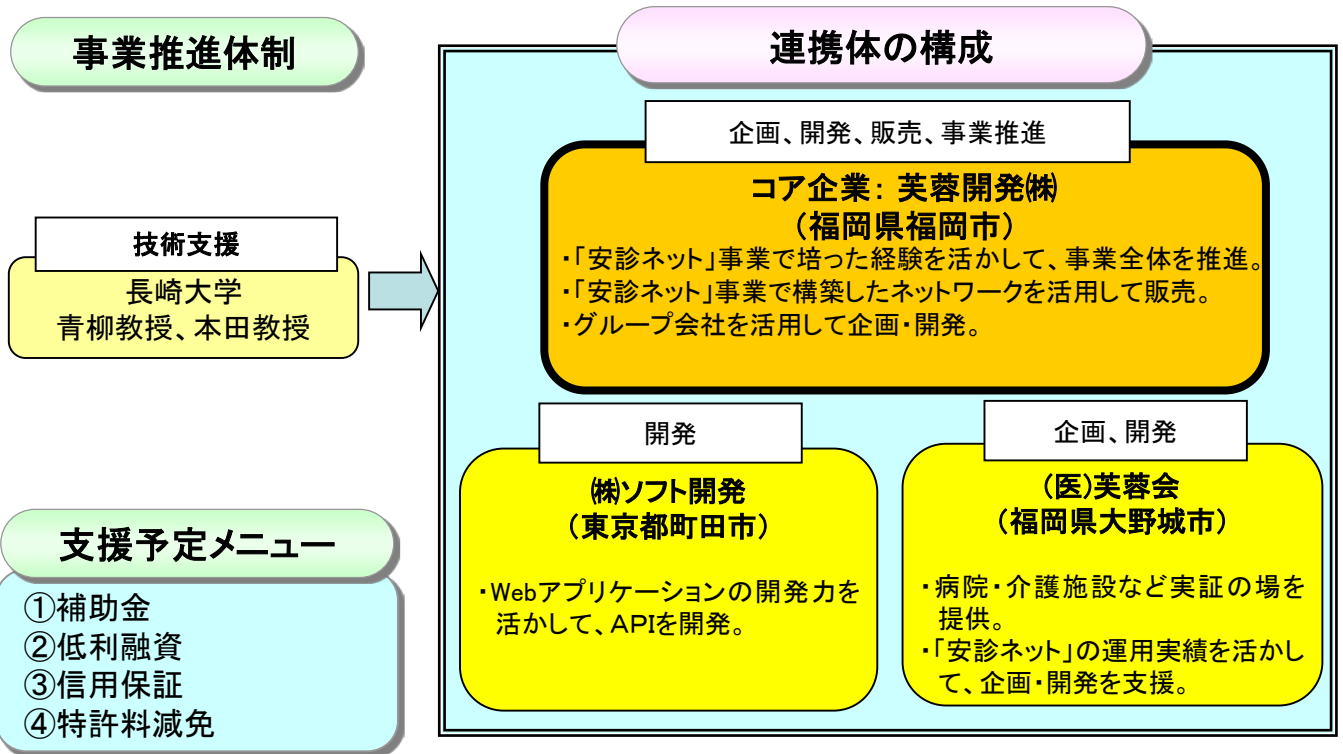 事業推進体制
連携体の構成
企画、開発、販売、事業推進
コア企業：芙蓉開発㈱
（福岡県福岡市）
・「安診ネット」事業で培った経験を活かして、事業全体を推進。
・「安診ネット」事業で構築したネットワークを活用して販売。
・グループ会社を活用して企画・開発。
技術支援
長崎大学
青柳教授、本田教授
開発
㈱ソフト開発
（東京都町田市）
・Webアプリケーションの開発力を
活かして、APIを開発。
企画、開発
（医）芙蓉会
（福岡県大野城市）
・病院・介護施設など実証の場を
提供。
・「安診ネット」の運用実績を活かし
て、企画・開発を支援。
支援予定メニュー
①補助金
②低利融資
③信用保証
④特許料減免